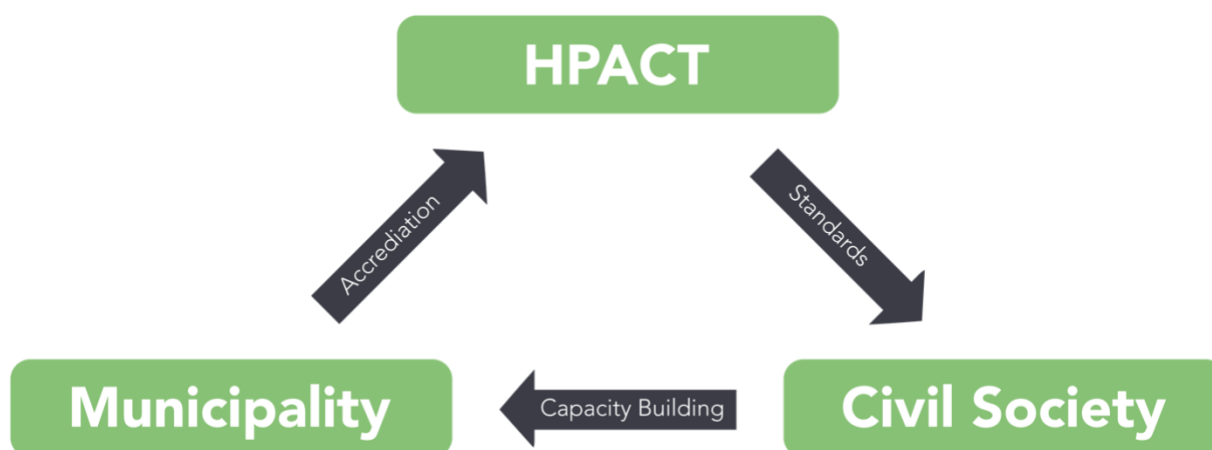 HPACT
Accrediation
Standards
Municipality
Capacity Building
Civil Society